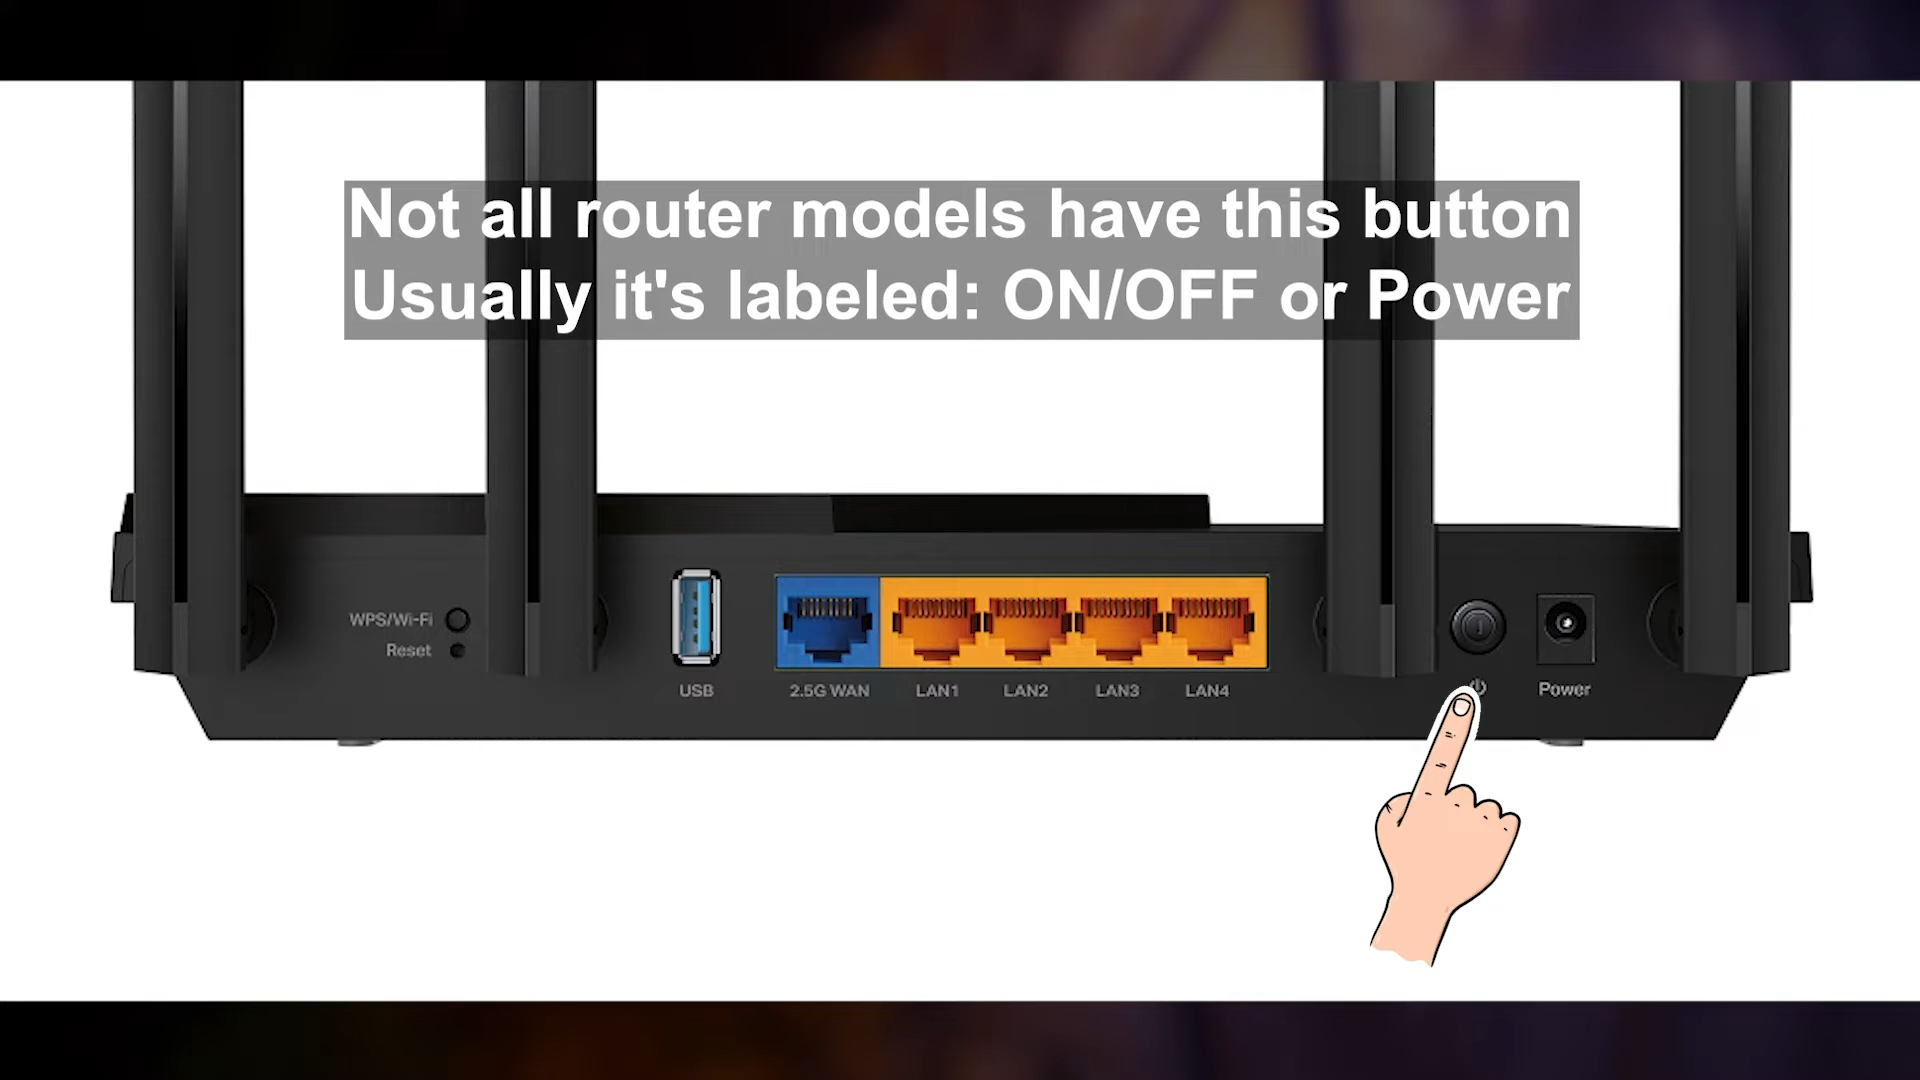 Not all router models have this button
Usually it's labeled: ON/OFF or Power
WPS/Wi-Fi
Reset
USB
2.5G WAN
LAN1
LAN2
LAN3
LAN4
Power